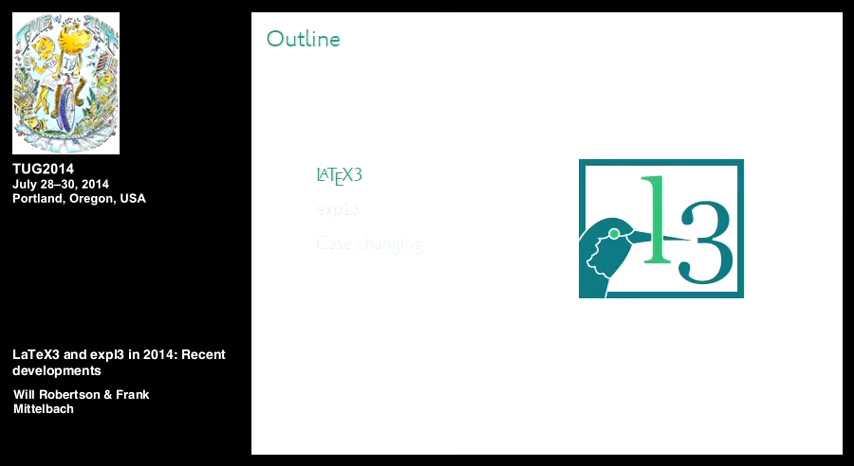 TUG2014
July 28–30, 2014
Portland, Oregon, USA
LaTeX3 and expl3 in 2014: Recent
developments
Will Robertson & Frank
Mittelbach
Outline
LATEX3
expl3
Case changing
l3